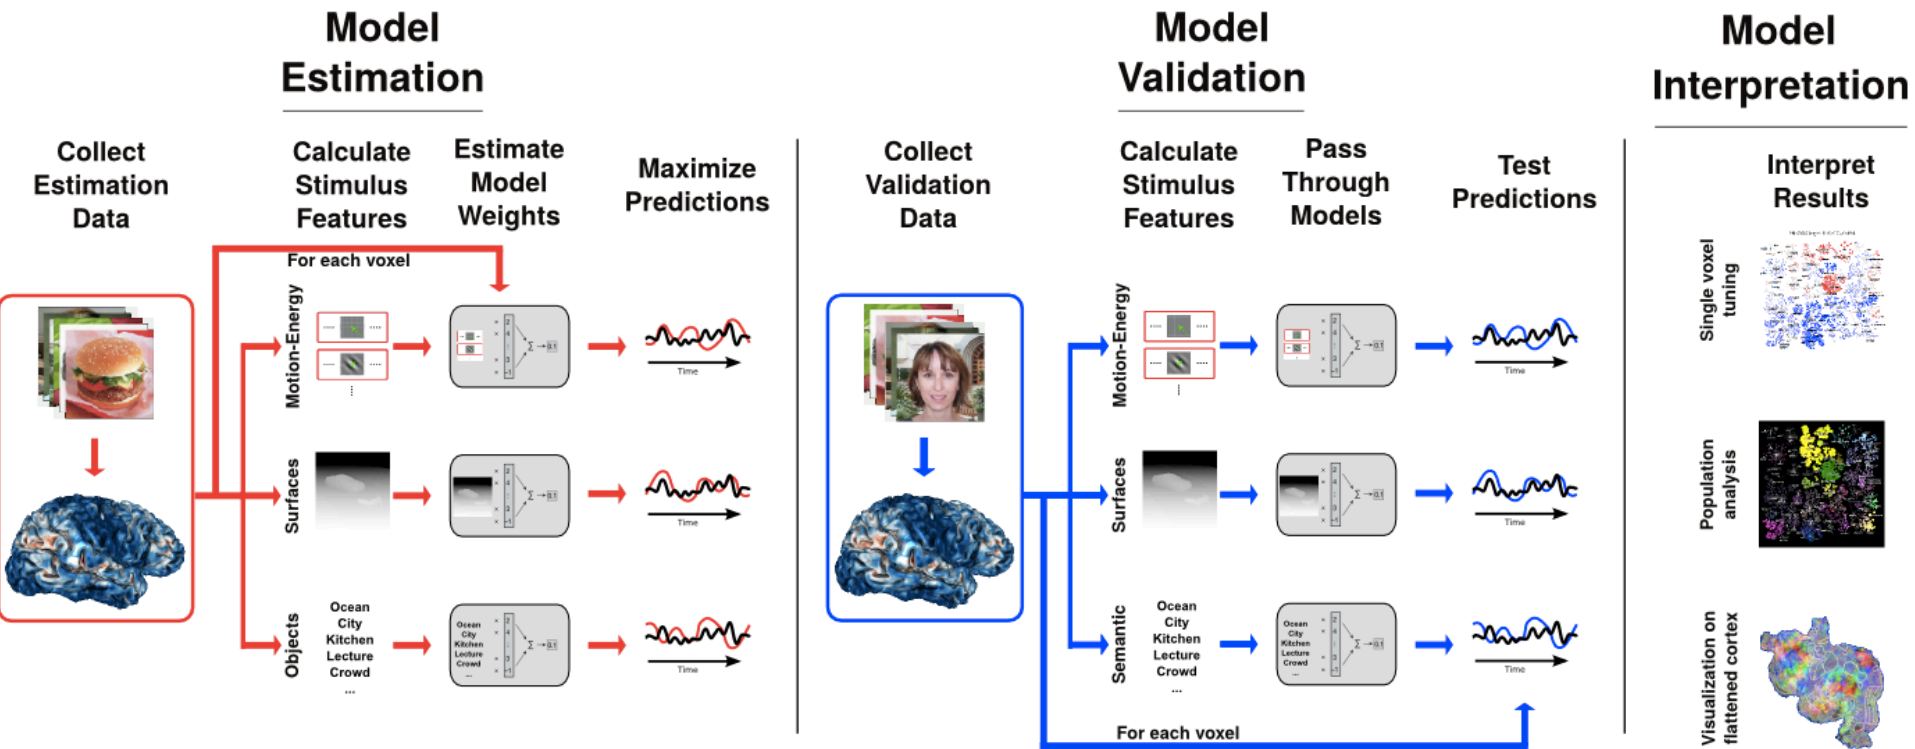 Model
Estimation
Collect
Estimation
Data
Calculate
Stimulus
Features
Estimate
Model
Weights
Maximize
Predictions
For each voxel
Motion-Energy
Time
Surfaces
Time
Objects
Ocean
City
Kitchen
Lecture
Crowd
...
Ocean
City
Kitchen
Lecture
Crowd
...
Time
Model
Validation
Collect
Validation
Data
Calculate
Stimulus
Features
Pass
Through
Models
Test
Predictions
Motion-Energy
Time
Surfaces
Time
Semantic
Ocean
City
Kitchen
Lecture
Crowd
...
Ocean
City
Kitchen
Lecture
Crowd
...
Time
For each voxel
Model
Interpretation
Interpret
Results
Single voxel
tuning
Population
analysis
Visualization on
flattened cortex